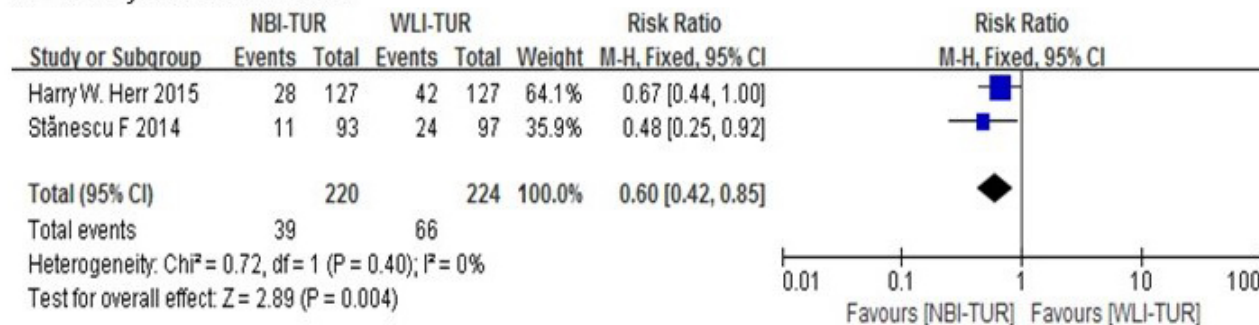 NBI-TUR WLI-TUR Risk Ratio Risk Ratio
Study or Subgroup Events Total Events Total Weight M-H, Fixed, 95% CI M-H, Fixed, 95% CI
Harry W. Herr 2015 28 127 42 127 64.1% 0.67 [0.44, 1.00]
Stånescu F 2014 11 93 24 97 35.9% 0.48 [0.25, 0.92]
Total (95% CI) 220 224 100.0% 0.60 [0.42, 0.85]
Total events 39 66
Heterogeneity: Chi² = 0.72, df = 1 (P = 0.40); I² = 0%
Test for overall effect: Z = 2.89 (P = 0.004)
0.01 0.1 1 10 100
Favours [NBI-TUR] Favours [WLI-TUR]